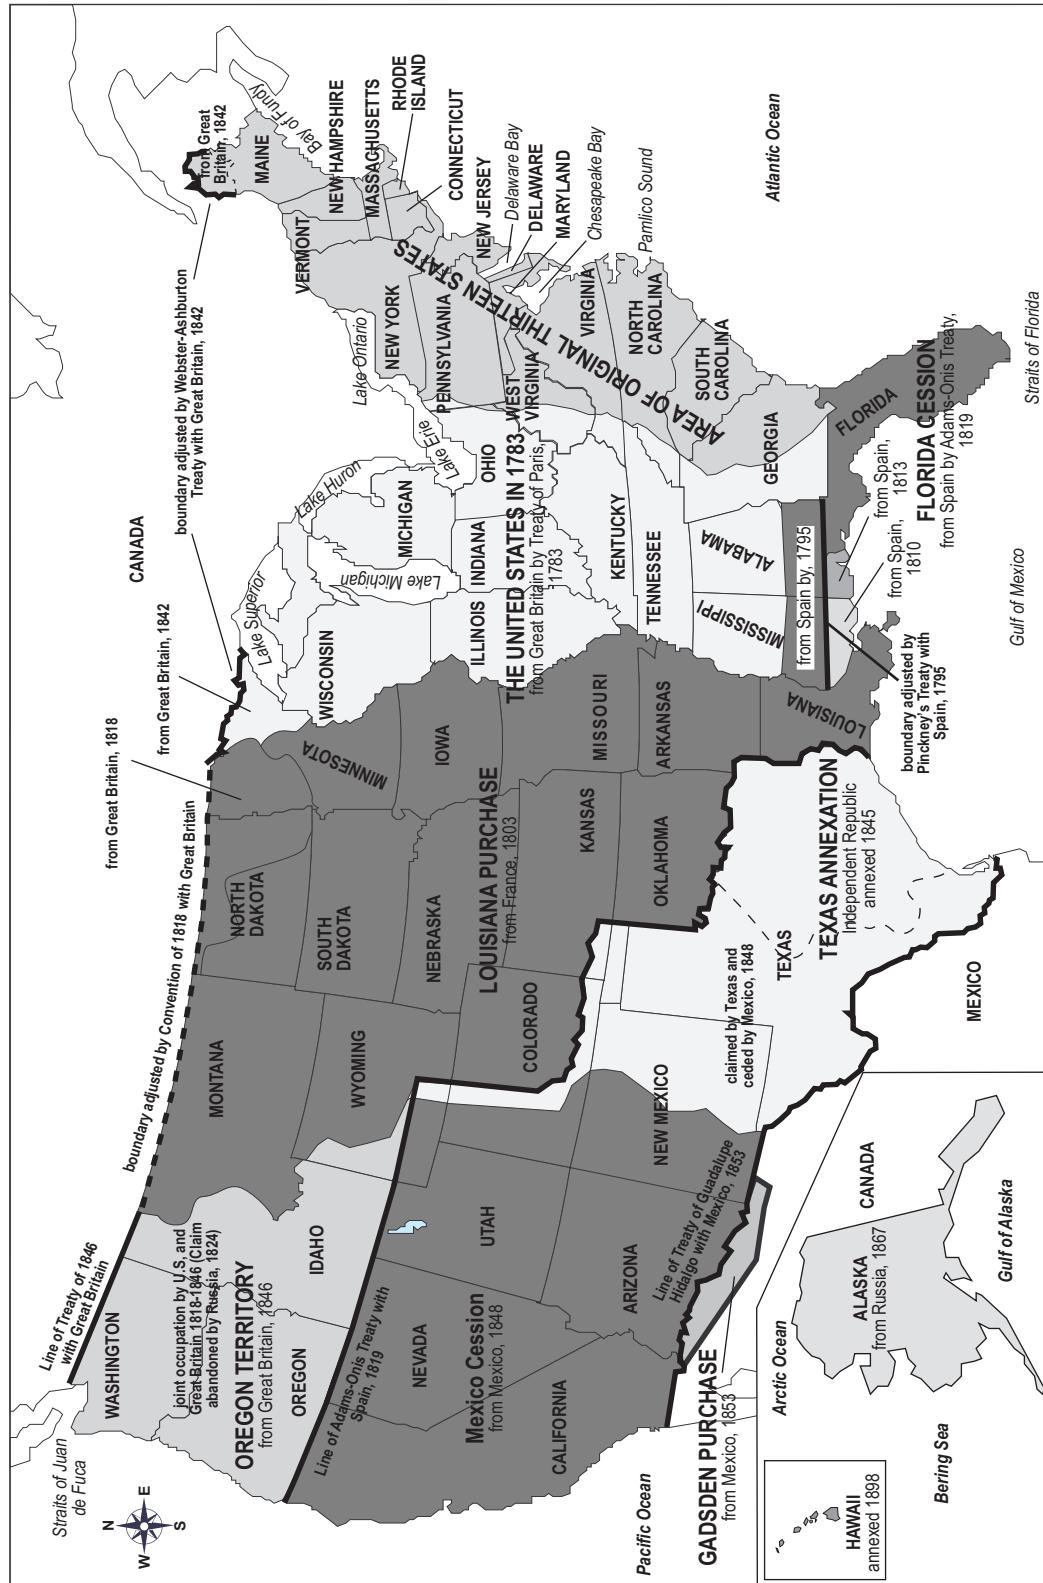 Straits of Juan
de Fuca
N
W
E
S
Line of Treaty of 1846
with Great Britain
WASHINGTON
joint occupation by U.S, and
Great Britain 1818-1846 (Claim
abandoned by Russia, 1824)
OREGON TERRITORY
from Great Britain, 1846
OREGON
IDAHO
Line of Adams-Onis Treaty with
Spain, 1819
boundary adjusted by Convention of 1818 with Great Britain
from Great Britain, 1818
from Great Britain, 1842
CANADA
boundary adjusted by Webster-Ashburton
Treaty with Great Britain, 1842
from Great
Britain, 1842
MONTANA
NORTH
DAKOTA
SOUTH
DAKOTA
WYOMING
NEBRASKA
MINNESOTA
IOWA
LOUISIANA PURCHASE
from France, 1803
COLORADO
KANSAS
MISSOURI
OKLAHOMA
ARKANSAS
LOUISIANA
NEVADA
UTAH
Mexico Cession
from Mexico, 1848
CALIFORNIA
ARIZONA
NEW MEXICO
Line of Treaty of Guadalupe
Hidalgo with Mexico, 1853
GADSDEN PURCHASE
from Mexico, 1853
Pacific Ocean
claimed by Texas and
ceded by Mexico, 1848
TEXAS
TEXAS ANNEXATION
Independent Republic
annexed 1845
MEXICO
Lake Superior
Lake Michigan
Lake Huron
Lake Erie
Lake Ontario
WISCONSIN
MICHIGAN
ILLINOIS
INDIANA
OHIO
THE UNITED STATES IN 1783
from Great Britain by Treaty of Paris,
1783
KENTUCKY
TENNESSEE
MISSISSIPPI
ALABAMA
from Spain by, 1795
boundary adjusted by
Pinckney's Treaty with
Spain, 1795
from Spain,
1810
from Spain,
1813
FLORIDA
FLORIDA CESSION
from Spain by Adams-Onis Treaty,
1819
AREA OF ORIGINAL THIRTEEN STATES
MAINE
Bay of Fundy
VERMONT
NEW HAMPSHIRE
MASSACHUSETTS
RHODE
ISLAND
CONNECTICUT
NEW YORK
NEW JERSEY
PENNSYLVANIA
Delaware Bay
DELAWARE
MARYLAND
Chesapeake Bay
WEST
VIRGINIA
VIRGINIA
Pamlico Sound
NORTH
CAROLINA
SOUTH
CAROLINA
GEORGIA
Atlantic Ocean
Straits of Florida
Gulf of Mexico
Arctic Ocean
ALASKA
from Russia, 1867
CANADA
Bering Sea
Gulf of Alaska
HAWAII
annexed 1898